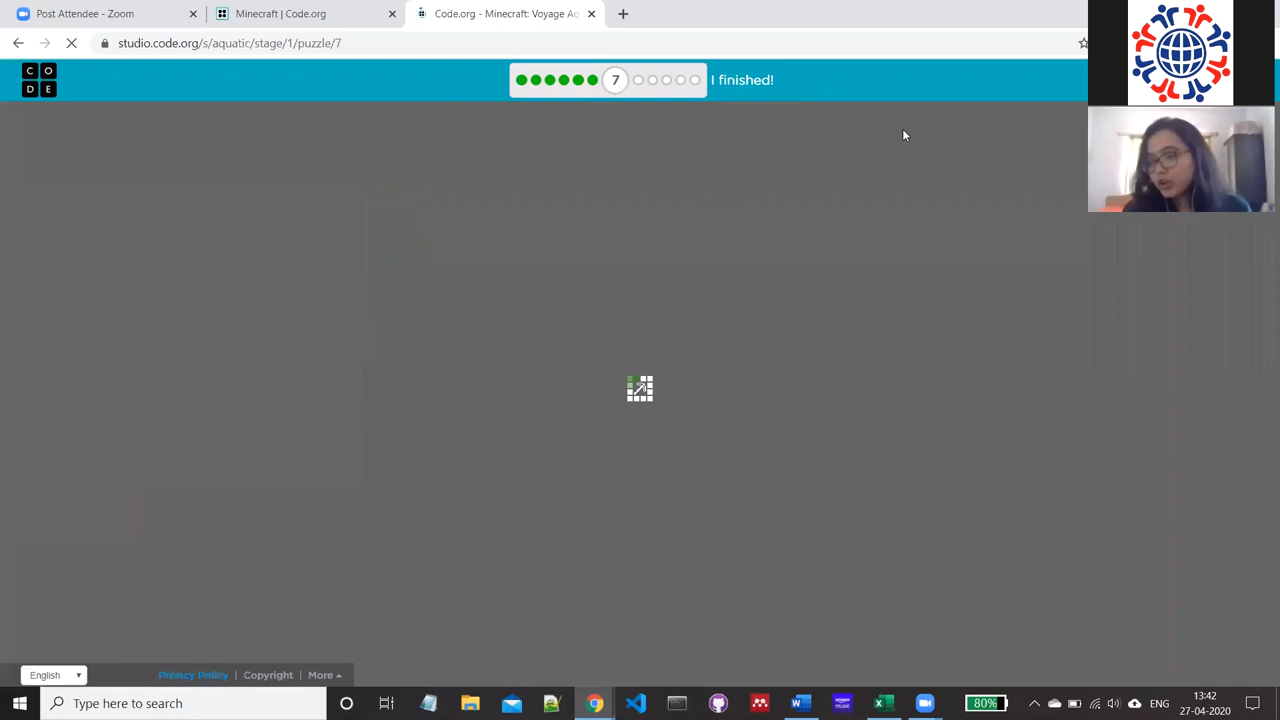 Post Attendee - Zoom
Minecraft | Code.org
Code.org - Minecraft: Voyage Aq
studio.code.org/s/aquatic/stage/1/puzzle/7
C O
D E
7
I finished!
English
Privacy Policy | Copyright | More
Type here to search
W
X
80%
ENG
13:42
27-04-2020